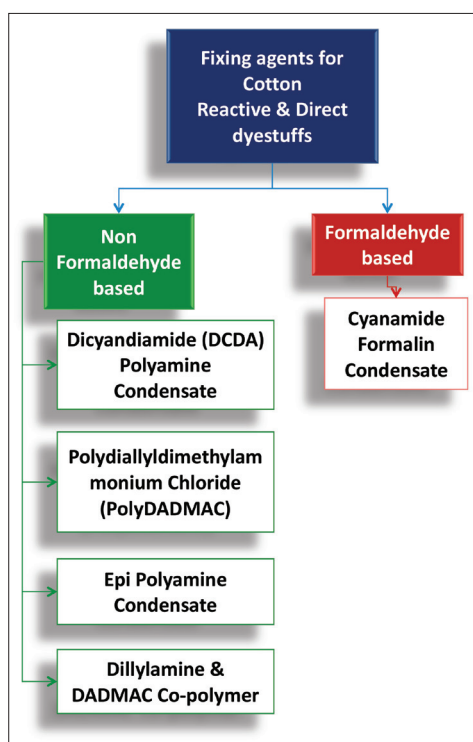 Fixing agents for
Cotton
Reactive & Direct
dyestuffs
Non
Formaldehyde
based
Formaldehyde
based
Dicyandiamide (DCDA)
Polyamine
Condensate
Cyanamide
Formalin
Condensate
Polydiallyldimethylam
monium Chloride
(PolyDADMAC)
Epi Polyamine
Condensate
Dillylamine &
DADMAC Co-polymer